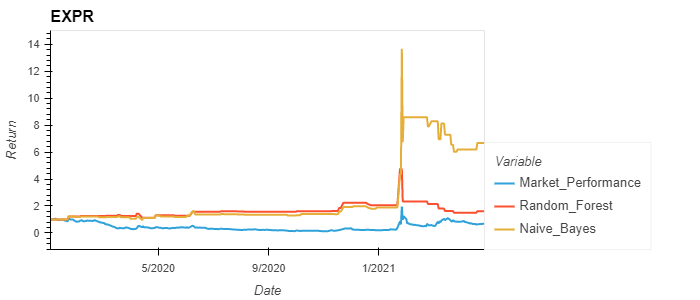 EXPR
14
12
10
8
6
4
2
0
Return
5/2020
9/2020
1/2021
Date
Variable
Market_Performance
Random_Forest
Naive_Bayes